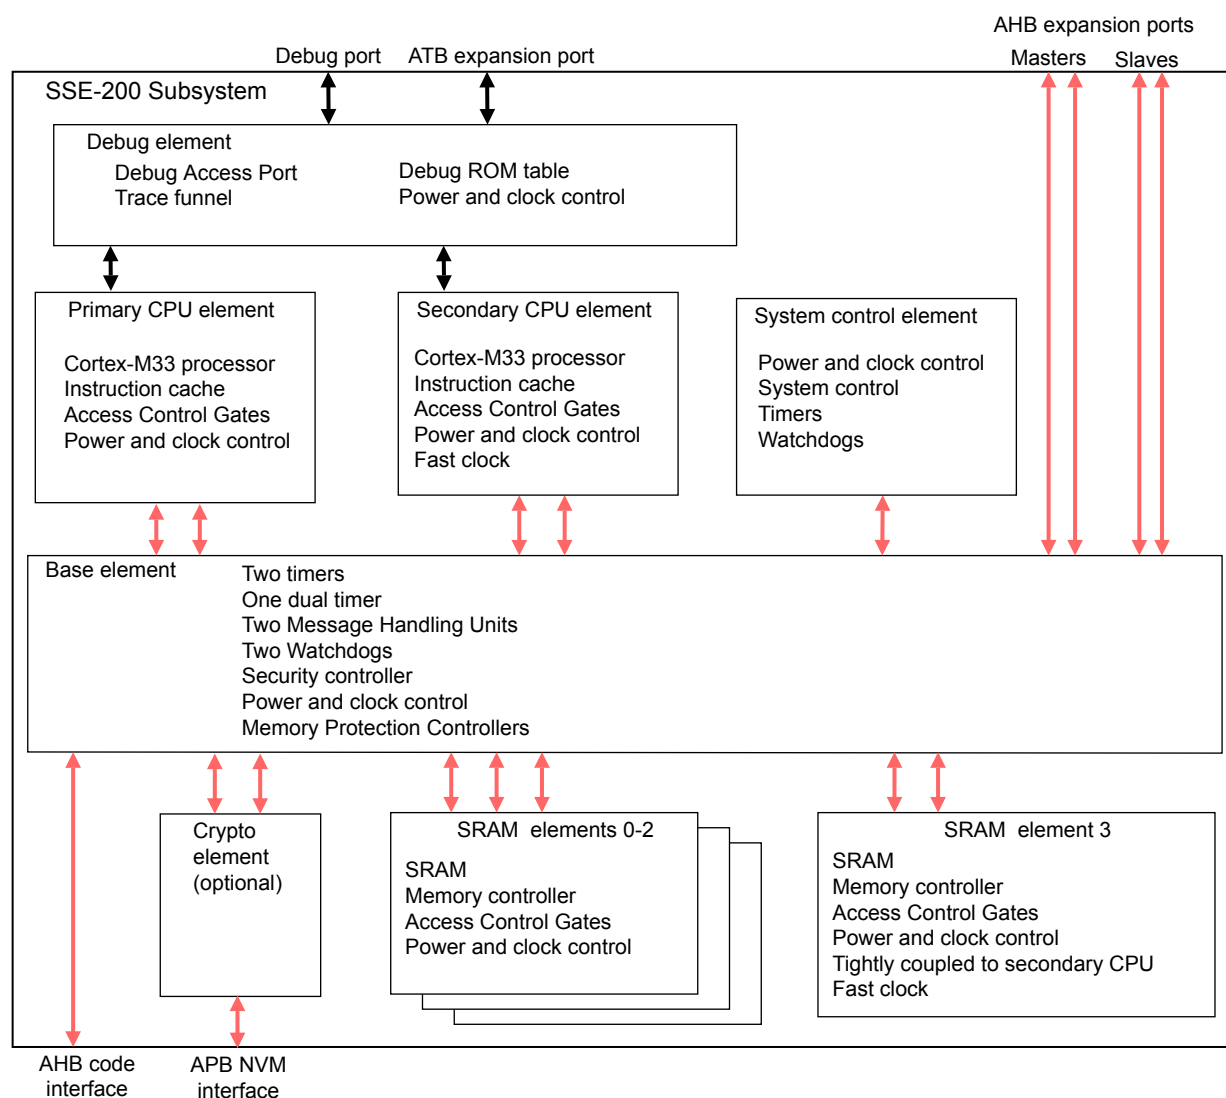 AHB expansion ports
Debug port
ATB expansion port
Masters
Slaves
SSE-200 Subsystem
Debug element
Debug Access Port
Trace funnel
Debug ROM table
Power and clock control
Primary CPU element
Cortex-M33 processor
Instruction cache
Access Control Gates
Power and clock control
Secondary CPU element
Cortex-M33 processor
Instruction cache
Access Control Gates
Power and clock control
Fast clock
System control element
Power and clock control
System control
Timers
Watchdogs
Base element
Two timers
One dual timer
Two Message Handling Units
Two Watchdogs
Security controller
Power and clock control
Memory Protection Controllers
Crypto
element
(optional)
SRAM elements 0-2
SRAM
Memory controller
Access Control Gates
Power and clock control
SRAM element 3
SRAM
Memory controller
Access Control Gates
Power and clock control
Tightly coupled to secondary CPU
Fast clock
AHB code
interface
APB NVM
interface